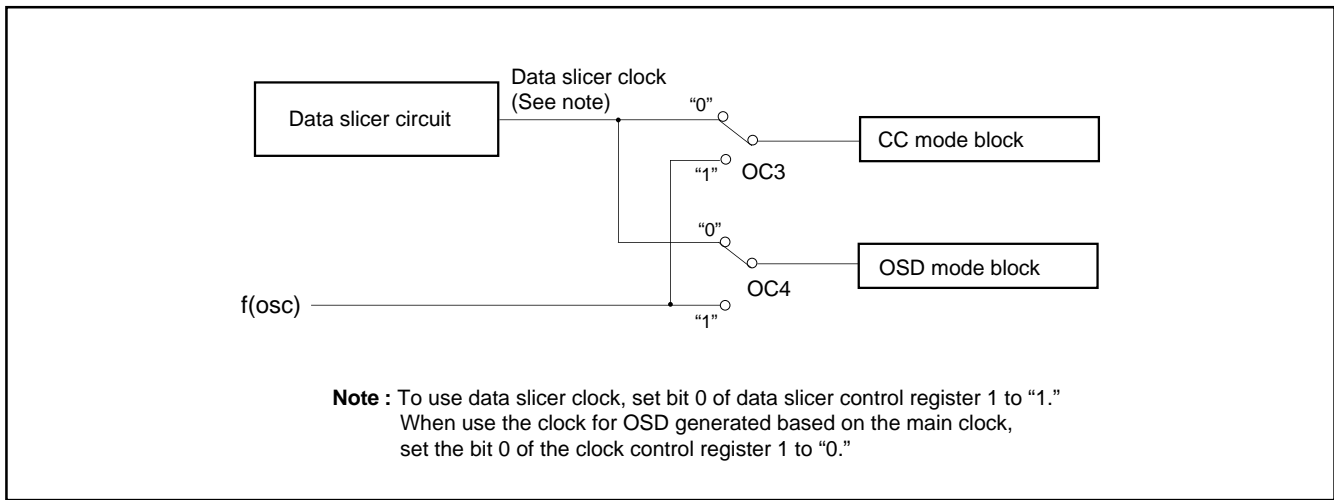 Data slicer clock
(See note)
Data slicer circuit
“0”
CC mode block
“1”
OC3
“0”
OSD mode block
OC4
f(osc)
“1”
Note : To use data slicer clock, set bit 0 of data slicer control register 1 to “1.”
When use the clock for OSD generated based on the main clock,
set the bit 0 of the clock control register 1 to “0.”